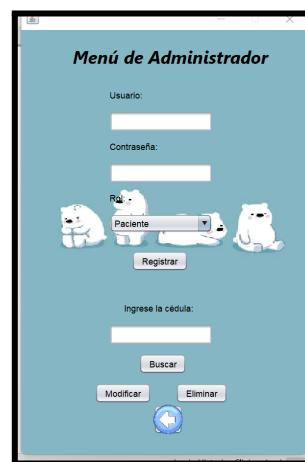 Menú de Administrador
Usuario:
Contraseña:
Rol:
Paciente
Registrar
Ingrese la cédula:
Buscar
Modificar Eliminar